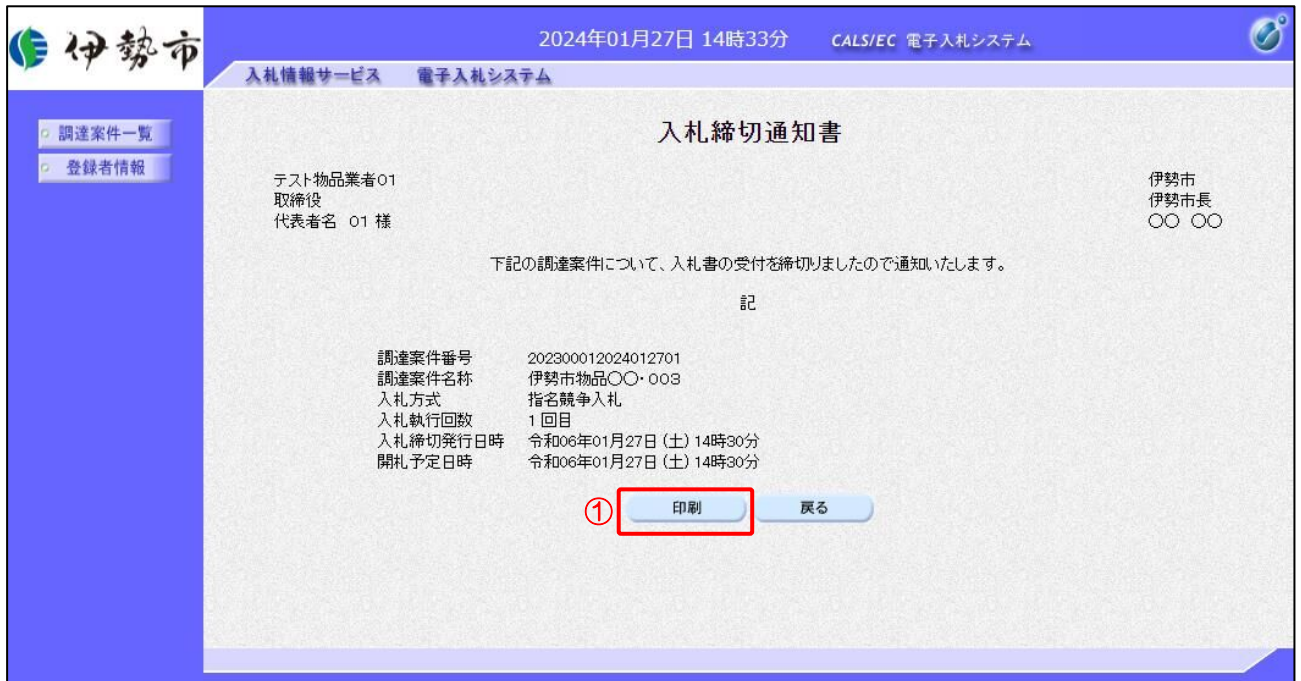 伊勢市
2024年01月27日 14時33分 CALS/EC 電子入札システム
入札情報サービス 電子入札システム
調達案件一覧
登録者情報
入札締切通知書
テスト物品業者01
取締役
代表者名 01 様
伊勢市
伊勢市長
○○ ○○
下記の調達案件について、入札書の受付を締切りましたので通知いたします。
記
調達案件番号 202300012024012701
調達案件名称 伊勢市物品○○・003
入札方式 指名競争入札
入札執行回数 1回目
入札締切発行日時 令和06年01月27日(土) 14時30分
開札予定日時 令和06年01月27日(土) 14時30分
① 印刷 戻る